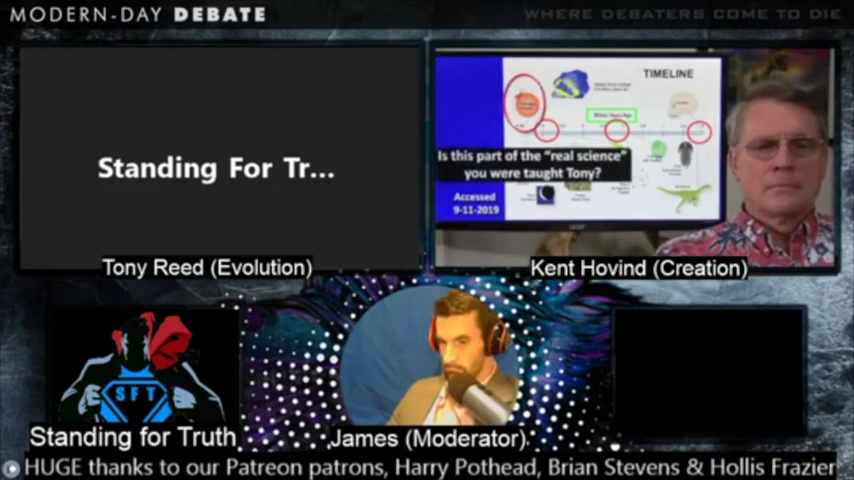 MODERN-DAY DEBATE
WHERE DEBATERS COME TO DIE
Standing For Tr...
TIMELINE
Is this part of the "real science"
you were taught Tony?
Accessed
9-11-2019
acer
Tony Reed (Evolution)
Kent Hovind (Creation)
SFT
Standing for Truth
James (Moderator)
HUGE thanks to our Patreon patrons, Harry Pothead, Brian Stevens & Hollis Frazier